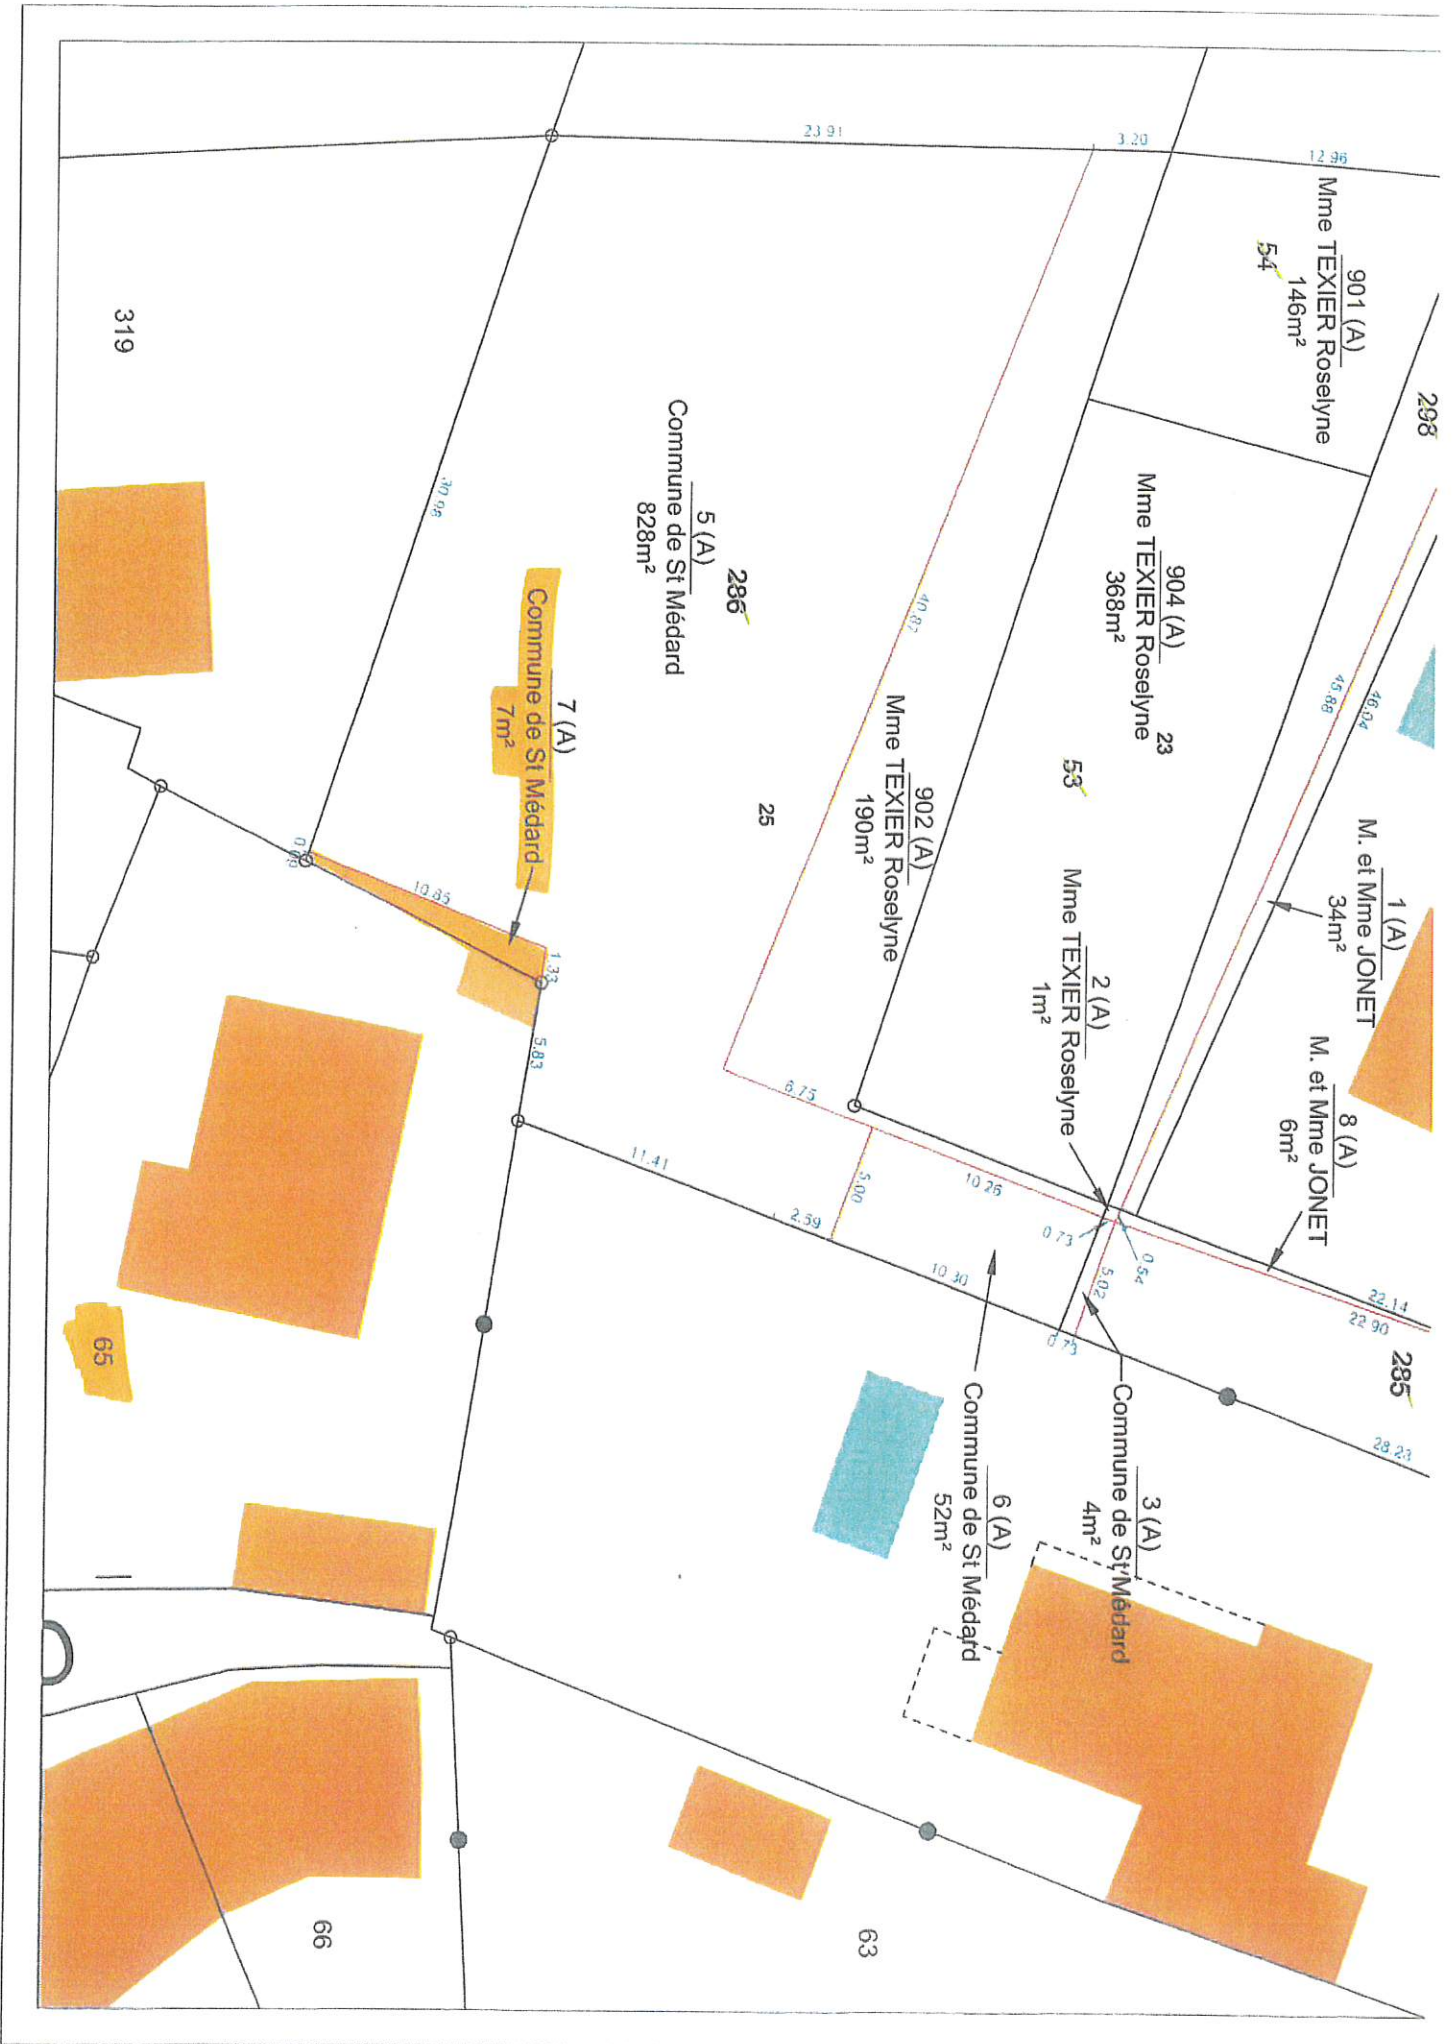 298
901 (A)
Mme TEXIER Roselyne
146m²
54
12 96
3.20
23 91
904 (A)
Mme TEXIER Roselyne
368m²
23
53
45.88
46.04
1 (A)
M. et Mme JONET
34m²
8 (A)
M. et Mme JONET
6m²
2 (A)
Mme TEXIER Roselyne
1m²
902 (A)
Mme TEXIER Roselyne
190m²
40.87
25
286
5 (A)
Commune de St Médard
828m²
7 (A)
Commune de St Médard
7m²
30.98
319
10.85
1.33
5.83
6.75
10 25
5.00
11.41
2.59
10 30
0 73
0.54
5.02
0 73
22.14
22 90
285
28.23
3 (A)
Commune de St Médard
4m²
6 (A)
Commune de St Médard
52m²
65
66
63